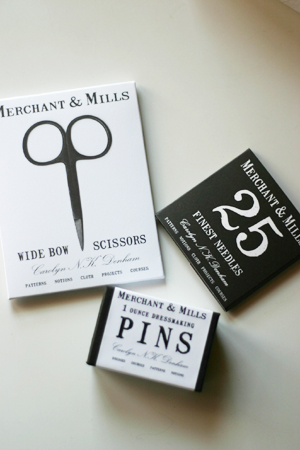 MERCHANT & MILLS
WIDE BOW SCISSORS
Carolyn N.K. Denham
PATTERNS NOTIONS CLOTH PROJECTS COURSES
MERCHANT & MILLS
25
FINEST NEEDLES
Carolyn N.K. Denham
PATTERNS NOTIONS CLOTH PROJECTS COURSES
MERCHANT & MILLS
1 OUNCE DRESSMAKING
PINS
Carolyn N.K. Denham